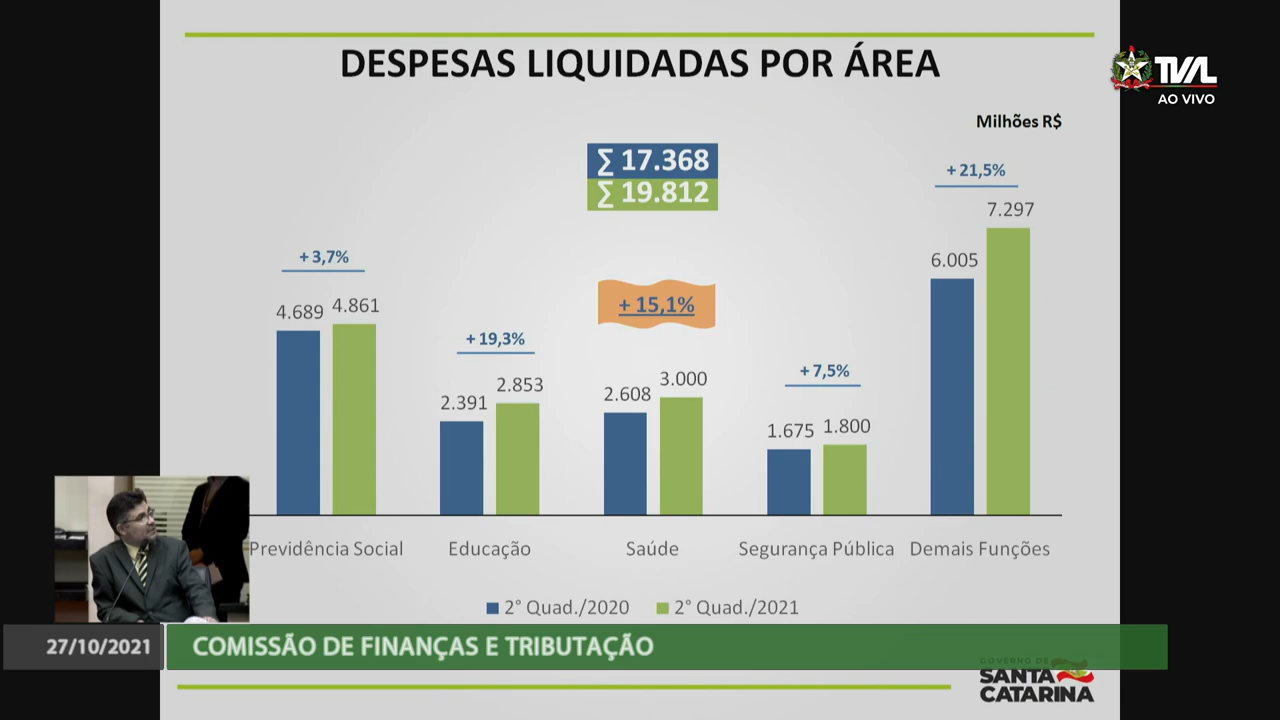 DESPESAS LIQUIDADAS POR ÁREA
TVAL
AO VIVO
Milhões R$
∑ 17.368
∑ 19.812
+ 21,5%
7.297
6.005
+ 3,7%
4.689
4.861
+ 15,1%
+ 19,3%
2.391
2.853
2.608
3.000
+ 7,5%
1.675
1.800
Previdência Social
Educação
Saúde
Segurança Pública
Demais Funções
2° Quad./2020
2° Quad./2021
27/10/2021
COMISSÃO DE FINANÇAS E TRIBUTAÇÃO
GOVERNO DE
SANTA
CATARINA